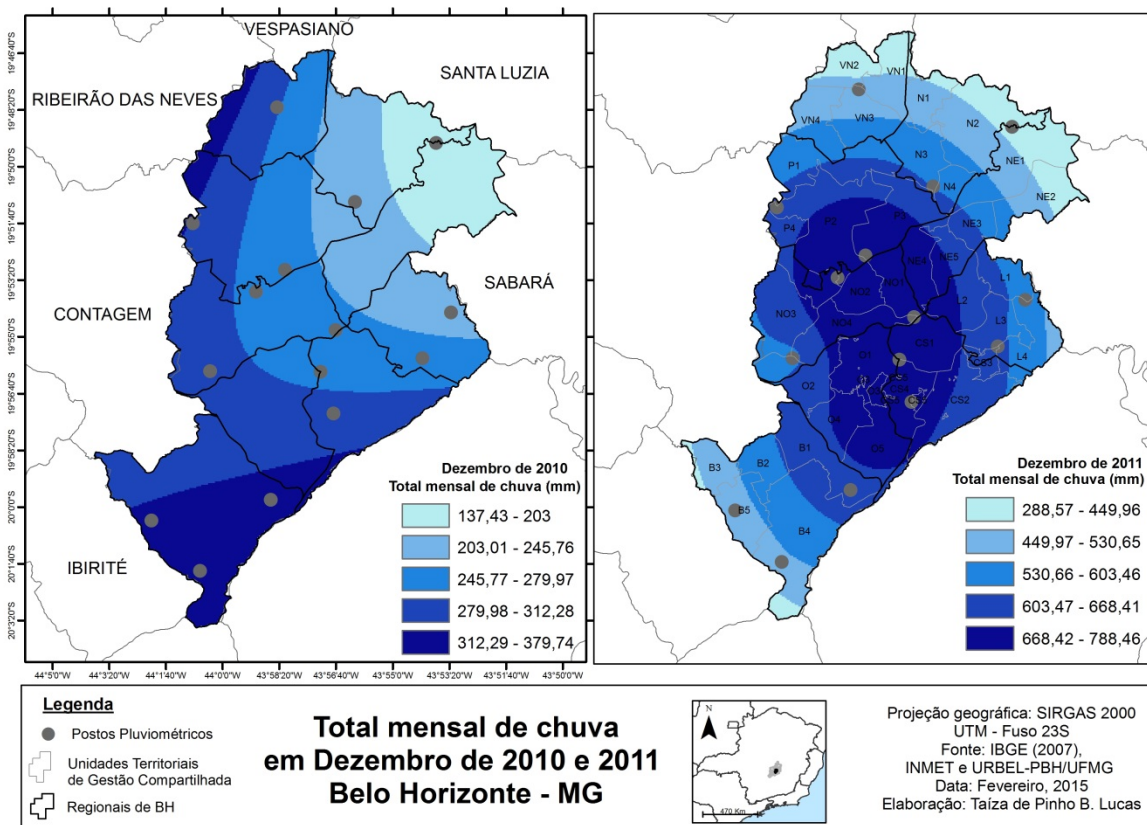 VESPASIANO
SANTA LUZIA
RIBEIRÃO DAS NEVES
CONTAGEM
SABARÁ
IBIRITÉ
19°46'40"S
19°48'20"S
19°50'0"S
19°51'40"S
19°53'20"S
19°55'0"S
19°56'40"S
19°58'20"S
20°0'0"S
20°1'40"S
20°3'20"S
44°5'0"O
44°3'20"O
44°1'40"O
44°0'0"O
43°58'20"O
43°56'40"O
43°55'0"O
43°53'20"O
43°51'40"O
43°50'0"O
Dezembro de 2010
Total mensal de chuva (mm)
137,43 - 203
203,01 - 245,76
245,77 - 279,97
279,98 - 312,28
312,29 - 379,74
VN2
VN1
N1
VN4
VN3
N2
P1
N3
NE1
N4
NE2
P2
P3
P4
NE3
NE4
NE5
L1
NO2
NO1
L2
NO3
NO4
L3
O1
CS1
CS3
L4
O2
CS4
CS2
O4
O5
B1
B2
B3
B5
B4
Dezembro de 2011
Total mensal de chuva (mm)
288,57 - 449,96
449,97 - 530,65
530,66 - 603,46
603,47 - 668,41
668,42 - 788,46
Legenda
Postos Pluviométricos
Unidades Territoriais
de Gestão Compartilhada
Regionais de BH
Total mensal de chuva
em Dezembro de 2010 e 2011
Belo Horizonte - MG
N
470 Km
Projeção geográfica: SIRGAS 2000
UTM - Fuso 23S
Fonte: IBGE (2007),
INMET e URBEL-PBH/UFMG
Data: Fevereiro, 2015
Elaboração: Taíza de Pinho B. Lucas